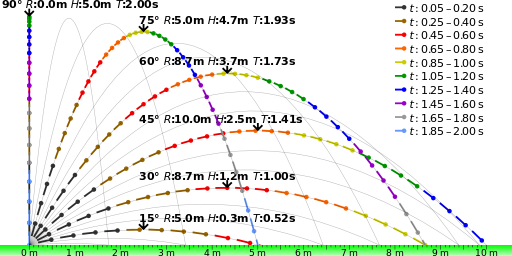 90° R:0.0m H:5.0m T:2.00s
75° R:5.0m H:4.7m T:1.93s
60° R:8.7m H:3.7m T:1.73s
45° R:10.0m H:2.5m T:1.41s
30° R:8.7m H:1.2m T:1.00s
15° R:5.0m H:0.3m T:0.52s
t: 0.05 – 0.20 s
t: 0.25 – 0.40 s
t: 0.45 – 0.60 s
t: 0.65 – 0.80 s
t: 0.85 – 1.00 s
t: 1.05 – 1.20 s
t: 1.25 – 1.40 s
t: 1.45 – 1.60 s
t: 1.65 – 1.80 s
t: 1.85 – 2.00 s
0 m 1 m 2 m 3 m 4 m 5 m 6 m 7 m 8 m 9 m 10 m